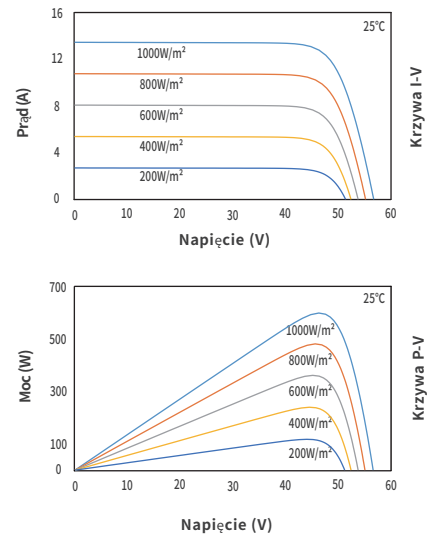 16
25°C
1000W/m²
12
800W/m²
8
600W/m²
400W/m²
4
200W/m²
0
0 10 20 30 40 50 60
Prąd (A)
Napięcie (V)
Krzywa I-V
700
25°C
1000W/m²
500
800W/m²
600W/m²
300
400W/m²
100
200W/m²
0
0 10 20 30 40 50 60
Moc (W)
Napięcie (V)
Krzywa P-V